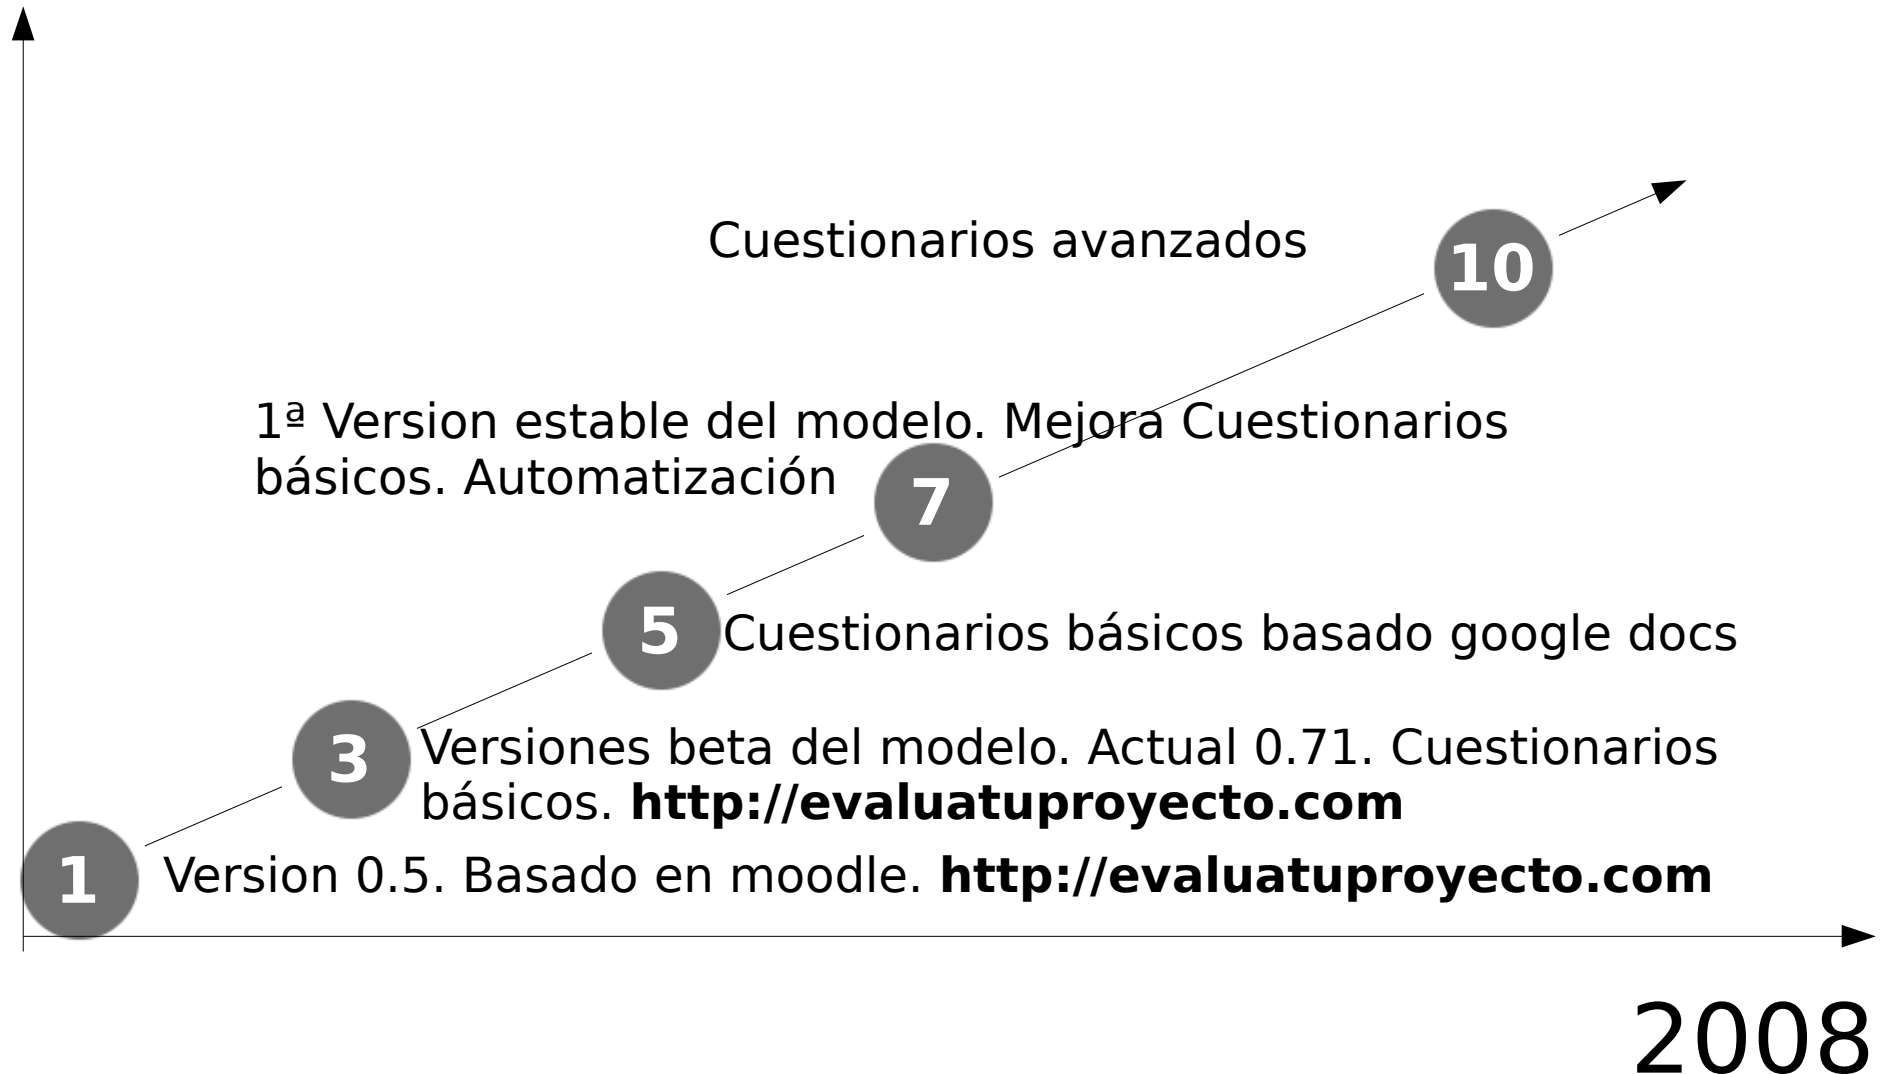 Cuestionarios avanzados
10
1ª Version estable del modelo. Mejora Cuestionarios
básicos. Automatización
7
5
Cuestionarios básicos basado google docs
3
Versiones beta del modelo. Actual 0.71. Cuestionarios
básicos. http://evaluatuproyecto.com
1
Version 0.5. Basado en moodle. http://evaluatuproyecto.com
2008